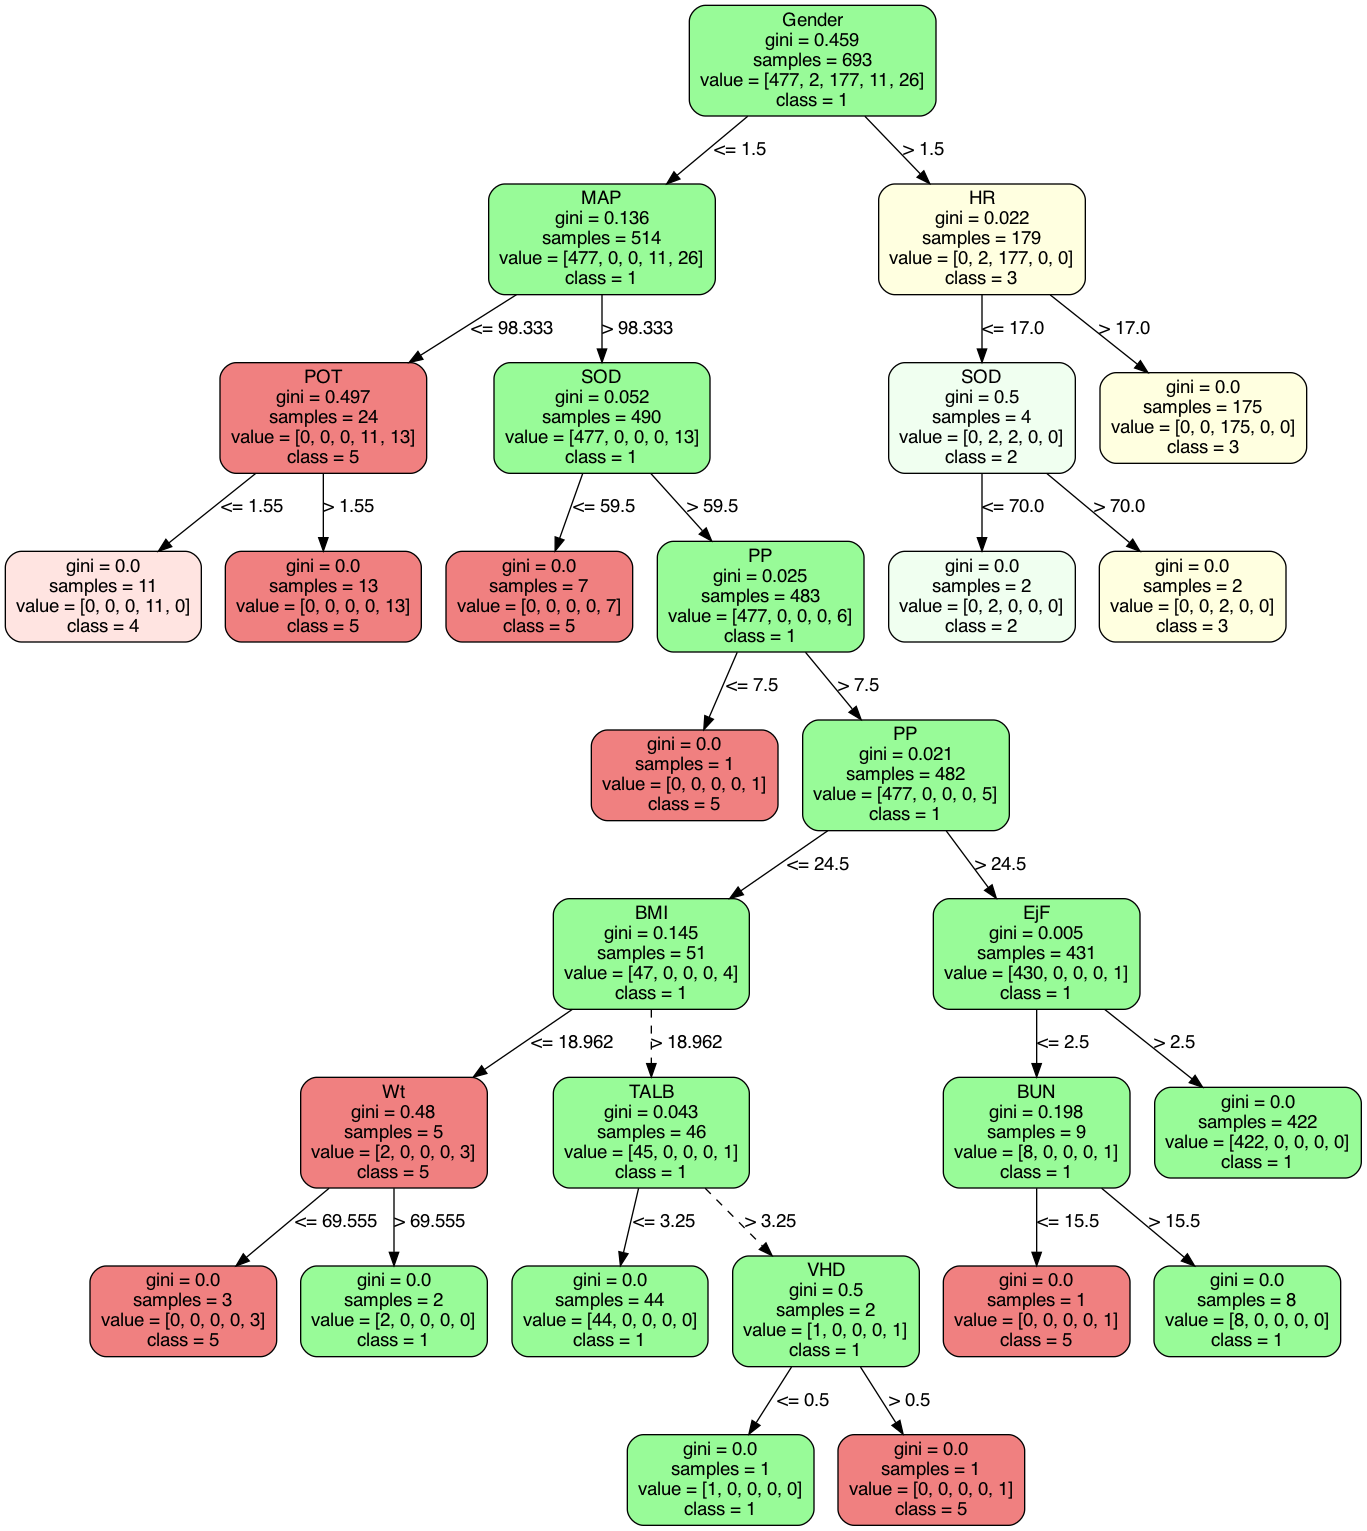 Gender
gini = 0.459
samples = 693
value = [477, 2, 177, 11, 26]
class = 1
<= 1.5
> 1.5
MAP
gini = 0.136
samples = 514
value = [477, 0, 0, 11, 26]
class = 1
HR
gini = 0.022
samples = 179
value = [0, 2, 177, 0, 0]
class = 3
<= 98.333
> 98.333
<= 17.0
> 17.0
POT
gini = 0.497
samples = 24
value = [0, 0, 0, 11, 13]
class = 5
SOD
gini = 0.052
samples = 490
value = [477, 0, 0, 0, 13]
class = 1
SOD
gini = 0.5
samples = 4
value = [0, 2, 2, 0, 0]
class = 2
gini = 0.0
samples = 175
value = [0, 0, 175, 0, 0]
class = 3
<= 1.55
> 1.55
<= 59.5
> 59.5
<= 70.0
> 70.0
gini = 0.0
samples = 11
value = [0, 0, 0, 11, 0]
class = 4
gini = 0.0
samples = 13
value = [0, 0, 0, 0, 13]
class = 5
gini = 0.0
samples = 7
value = [0, 0, 0, 0, 7]
class = 5
PP
gini = 0.025
samples = 483
value = [477, 0, 0, 0, 6]
class = 1
gini = 0.0
samples = 2
value = [0, 2, 0, 0, 0]
class = 2
gini = 0.0
samples = 2
value = [0, 0, 2, 0, 0]
class = 3
<= 7.5
> 7.5
gini = 0.0
samples = 1
value = [0, 0, 0, 0, 1]
class = 5
PP
gini = 0.021
samples = 482
value = [477, 0, 0, 0, 5]
class = 1
<= 24.5
> 24.5
BMI
gini = 0.145
samples = 51
value = [47, 0, 0, 0, 4]
class = 1
EjF
gini = 0.005
samples = 431
value = [430, 0, 0, 0, 1]
class = 1
<= 18.962
> 18.962
<= 2.5
> 2.5
Wt
gini = 0.48
samples = 5
value = [2, 0, 0, 0, 3]
class = 5
TALB
gini = 0.043
samples = 46
value = [45, 0, 0, 0, 1]
class = 1
BUN
gini = 0.198
samples = 9
value = [8, 0, 0, 0, 1]
class = 1
gini = 0.0
samples = 422
value = [422, 0, 0, 0, 0]
class = 1
<= 69.555
> 69.555
<= 3.25
> 3.25
<= 15.5
> 15.5
gini = 0.0
samples = 3
value = [0, 0, 0, 0, 3]
class = 5
gini = 0.0
samples = 2
value = [2, 0, 0, 0, 0]
class = 1
gini = 0.0
samples = 44
value = [44, 0, 0, 0, 0]
class = 1
VHD
gini = 0.5
samples = 2
value = [1, 0, 0, 0, 1]
class = 1
gini = 0.0
samples = 1
value = [0, 0, 0, 0, 1]
class = 5
gini = 0.0
samples = 8
value = [8, 0, 0, 0, 0]
class = 1
<= 0.5
> 0.5
gini = 0.0
samples = 1
value = [1, 0, 0, 0, 0]
class = 1
gini = 0.0
samples = 1
value = [0, 0, 0, 0, 1]
class = 5